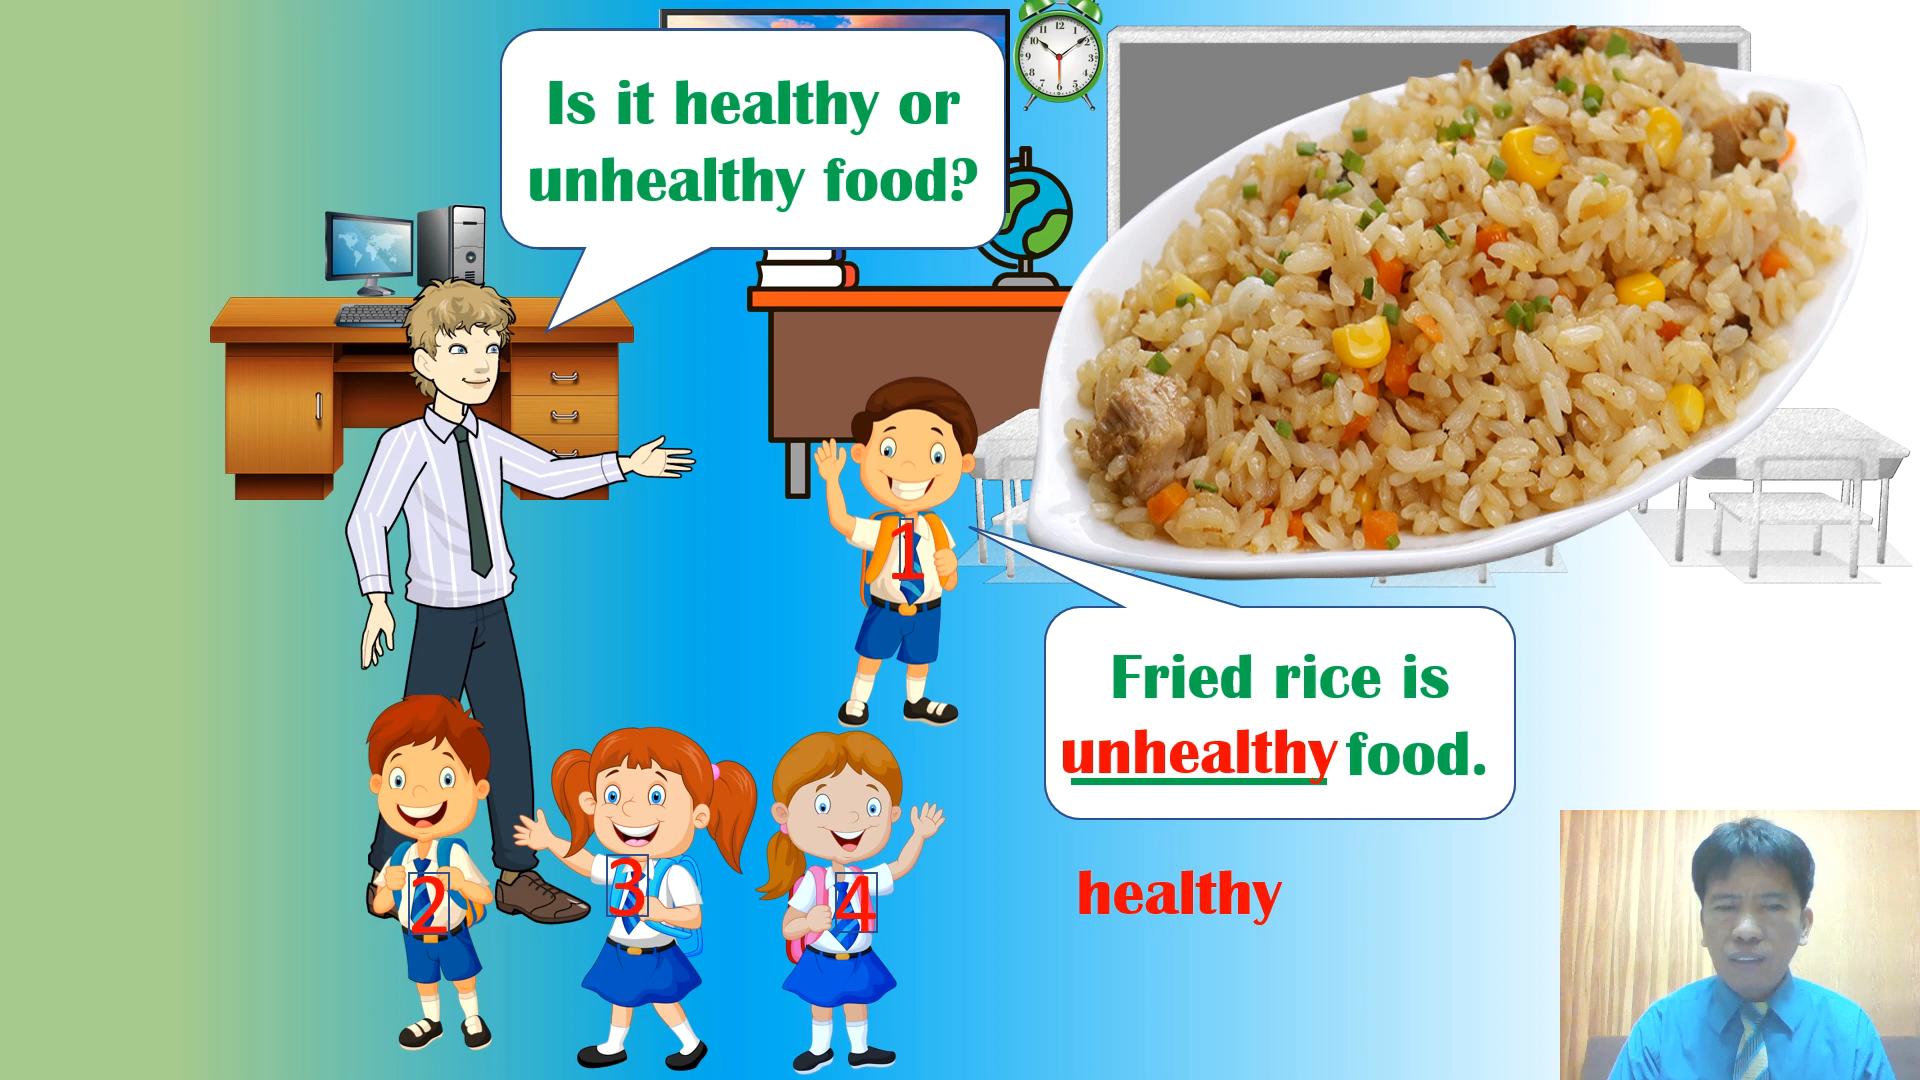 Is it healthy or
unhealthy food?
1
Fried rice is
unhealthy food.
healthy
2
3
4